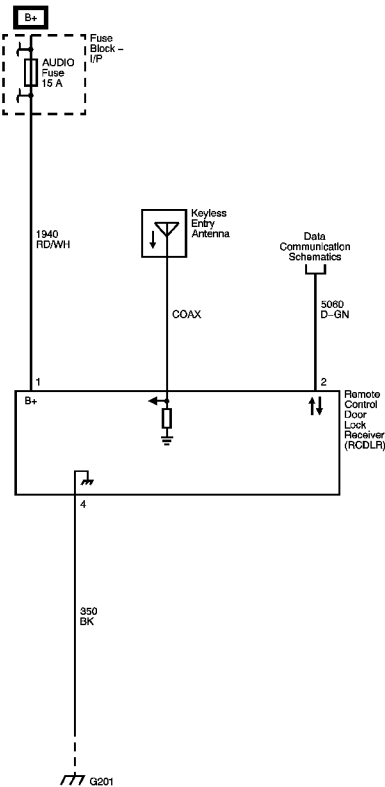 B+
Fuse
Block –
I/P
AUDIO
Fuse
15 A
Keyless
Entry
Antenna
1940
RD/WH
Data
Communication
Schematics
COAX
5060
D–GN
1
2
B+
Remote
Control
Door
Lock
Receiver
(RCDLR)
4
350
BK
G201